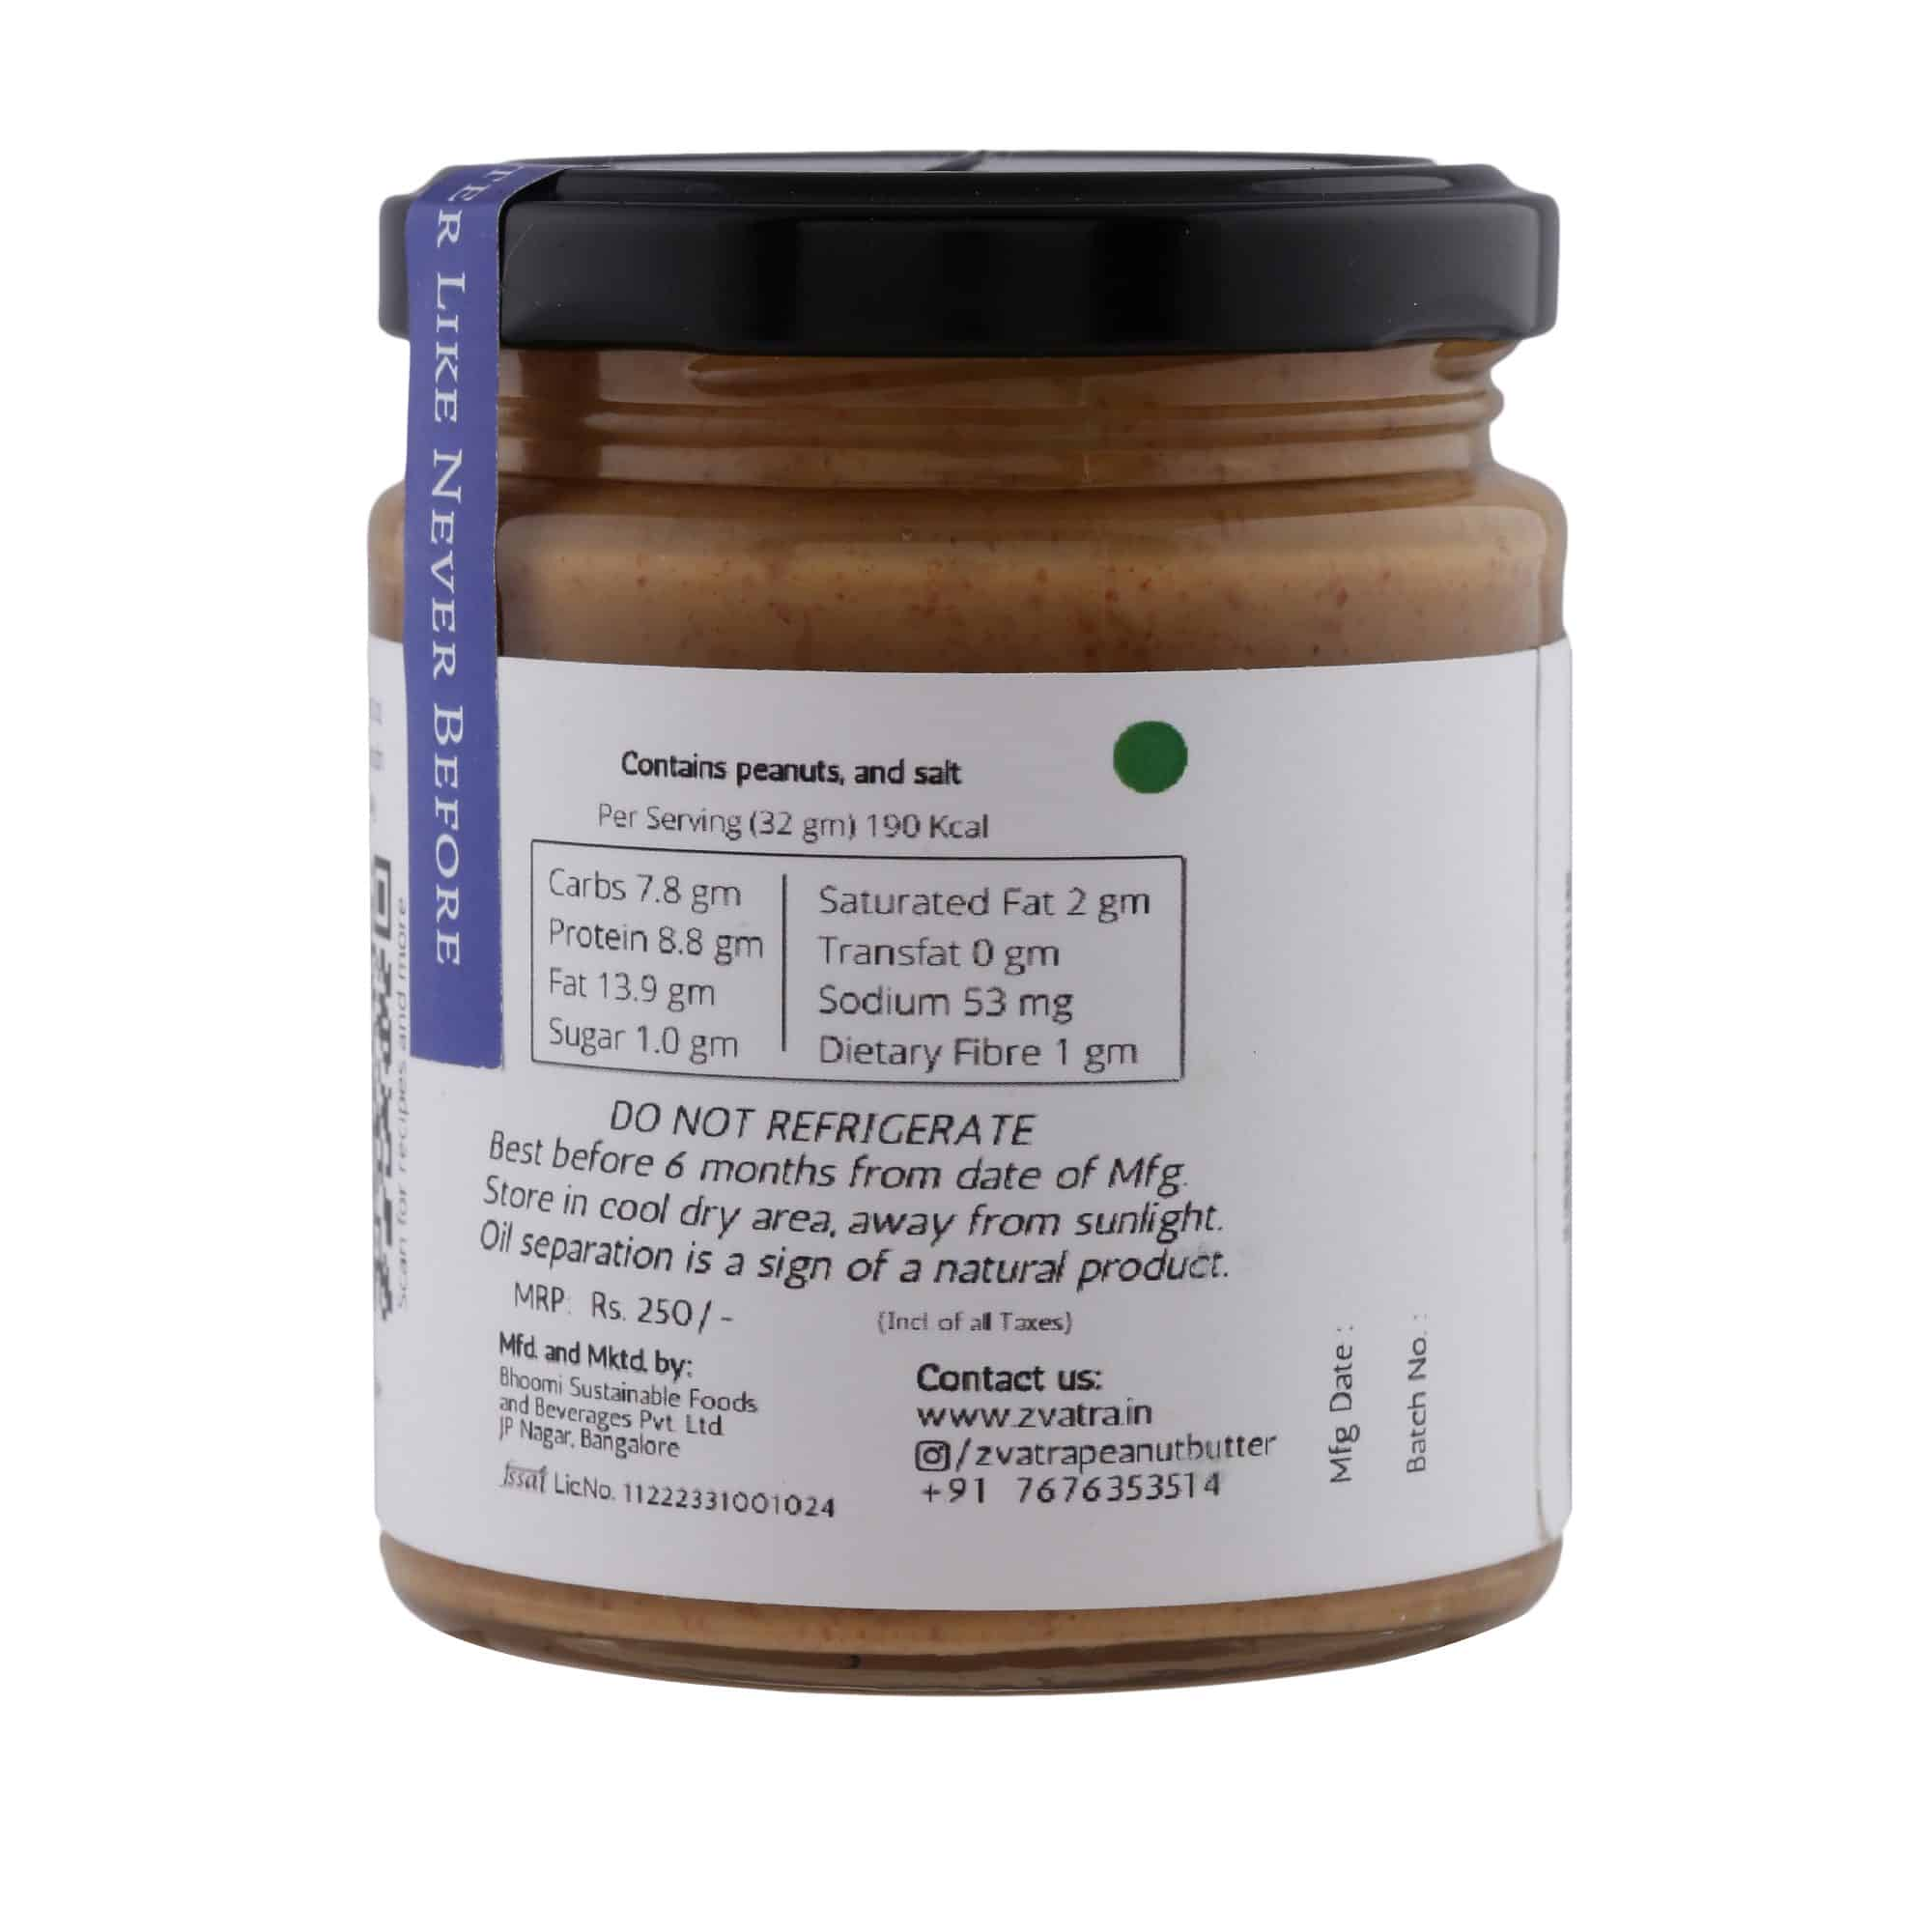 TER LIKE NEVER BEFORE
Contains peanuts, and salt
Per Serving (32 gm) 190 Kcal
Carbs 7.8 gm
Protein 8.8 gm
Fat 13.9 gm
Sugar 1.0 gm
Saturated Fat 2 gm
Transfat 0 gm
Sodium 53 mg
Dietary Fibre 1 gm
DO NOT REFRIGERATE
Best before 6 months from date of Mfg.
Store in cool dry area, away from sunlight.
Oil separation is a sign of a natural product.
MRP: Rs. 250/-
(Incl of all Taxes)
Mfd. and Mktd. by:
Bhoomi Sustainable Foods
and Beverages Pvt. Ltd
JP Nagar, Bangalore
fssai Lic.No. 11222331001024
Contact us:
www.zvatra.in
/zvatrapeanutbutter
+91 7676353514
Mfg Date :
Batch No. :
Scan for recipes and more